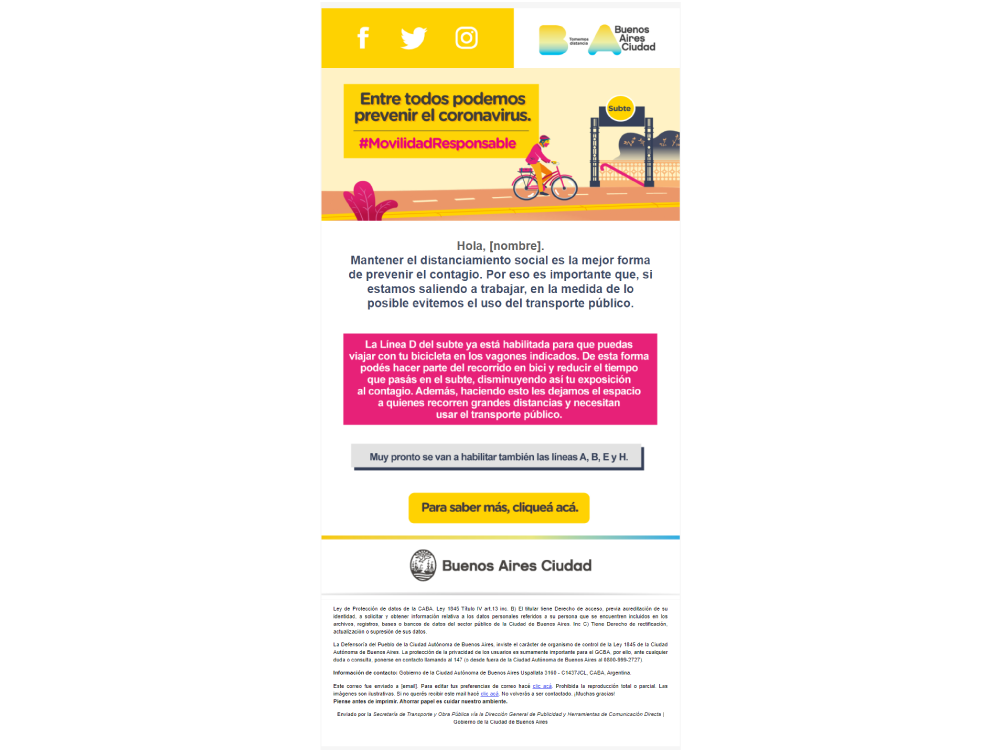 Tomemos
distancia
Buenos
Aires
Ciudad
Entre todos podemos
prevenir el coronavirus.
#MovilidadResponsable
Subte
Hola, [nombre].
Mantener el distanciamiento social es la mejor forma
de prevenir el contagio. Por eso es importante que, si
estamos saliendo a trabajar, en la medida de lo
posible evitemos el uso del transporte público.
La Línea D del subte ya está habilitada para que puedas
viajar con tu bicicleta en los vagones indicados. De esta forma
podés hacer parte del recorrido en bici y reducir el tiempo
que pasás en el subte, disminuyendo así tu exposición
al contagio. Además, haciendo esto les dejamos el espacio
a quienes recorren grandes distancias y necesitan
usar el transporte público.
Muy pronto se van a habilitar también las líneas A, B, E y H.
Para saber más, cliqueá acá.
Buenos Aires Ciudad
Ley de Protección de datos de la CABA. Ley 1845 Título IV art.13 inc. B) El titular tiene Derecho de acceso, previa acreditación de su
identidad, a solicitar y obtener información relativa a los datos personales referidos a su persona que se encuentren incluidos en los
archivos, registros, bases o bancos de datos del sector público de la Ciudad de Buenos Aires. Inc C) Tiene Derecho de rectificación,
actualización o supresión de sus datos.
La Defensoría del Pueblo de la Ciudad Autónoma de Buenos Aires, inviste el carácter de organismo de control de la Ley 1845 de la Ciudad
Autónoma de Buenos Aires. La protección de la privacidad de los usuarios es sumamente importante para el GCBA, por ello, ante cualquier
duda o consulta, ponerse en contacto llamando al 147 (o desde fuera de la Ciudad Autónoma de Buenos Aires al 0800-999-2727).
Información de contacto: Gobierno de la Ciudad Autónoma de Buenos Aires Uspallata 3160 - C1437JCL, CABA, Argentina.
Este correo fue enviado a [email]. Para editar tus preferencias de correo hacé clic acá. Prohibida la reproducción total o parcial. Las
imágenes son ilustrativas. Si no querés recibir este mail hacé clic acá. No volverás a ser contactado. ¡Muchas gracias!
Piense antes de imprimir. Ahorrar papel es cuidar nuestro ambiente.
Enviado por la Secretaría de Transporte y Obra Pública vía la Dirección General de Publicidad y Herramientas de Comunicación Directa |
Gobierno de la Ciudad de Buenos Aires